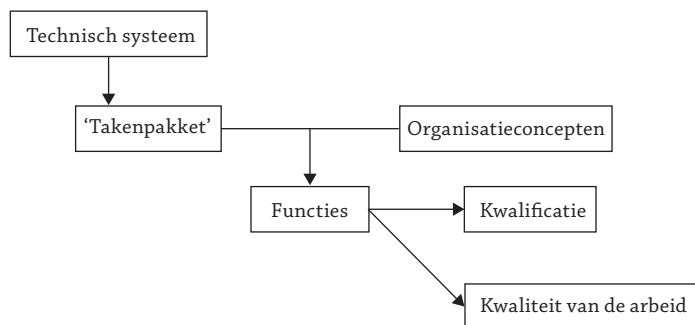 Technisch systeem
‘Takenpakket’
Organisatieconcepten
Functies
Kwalificatie
Kwaliteit van de arbeid